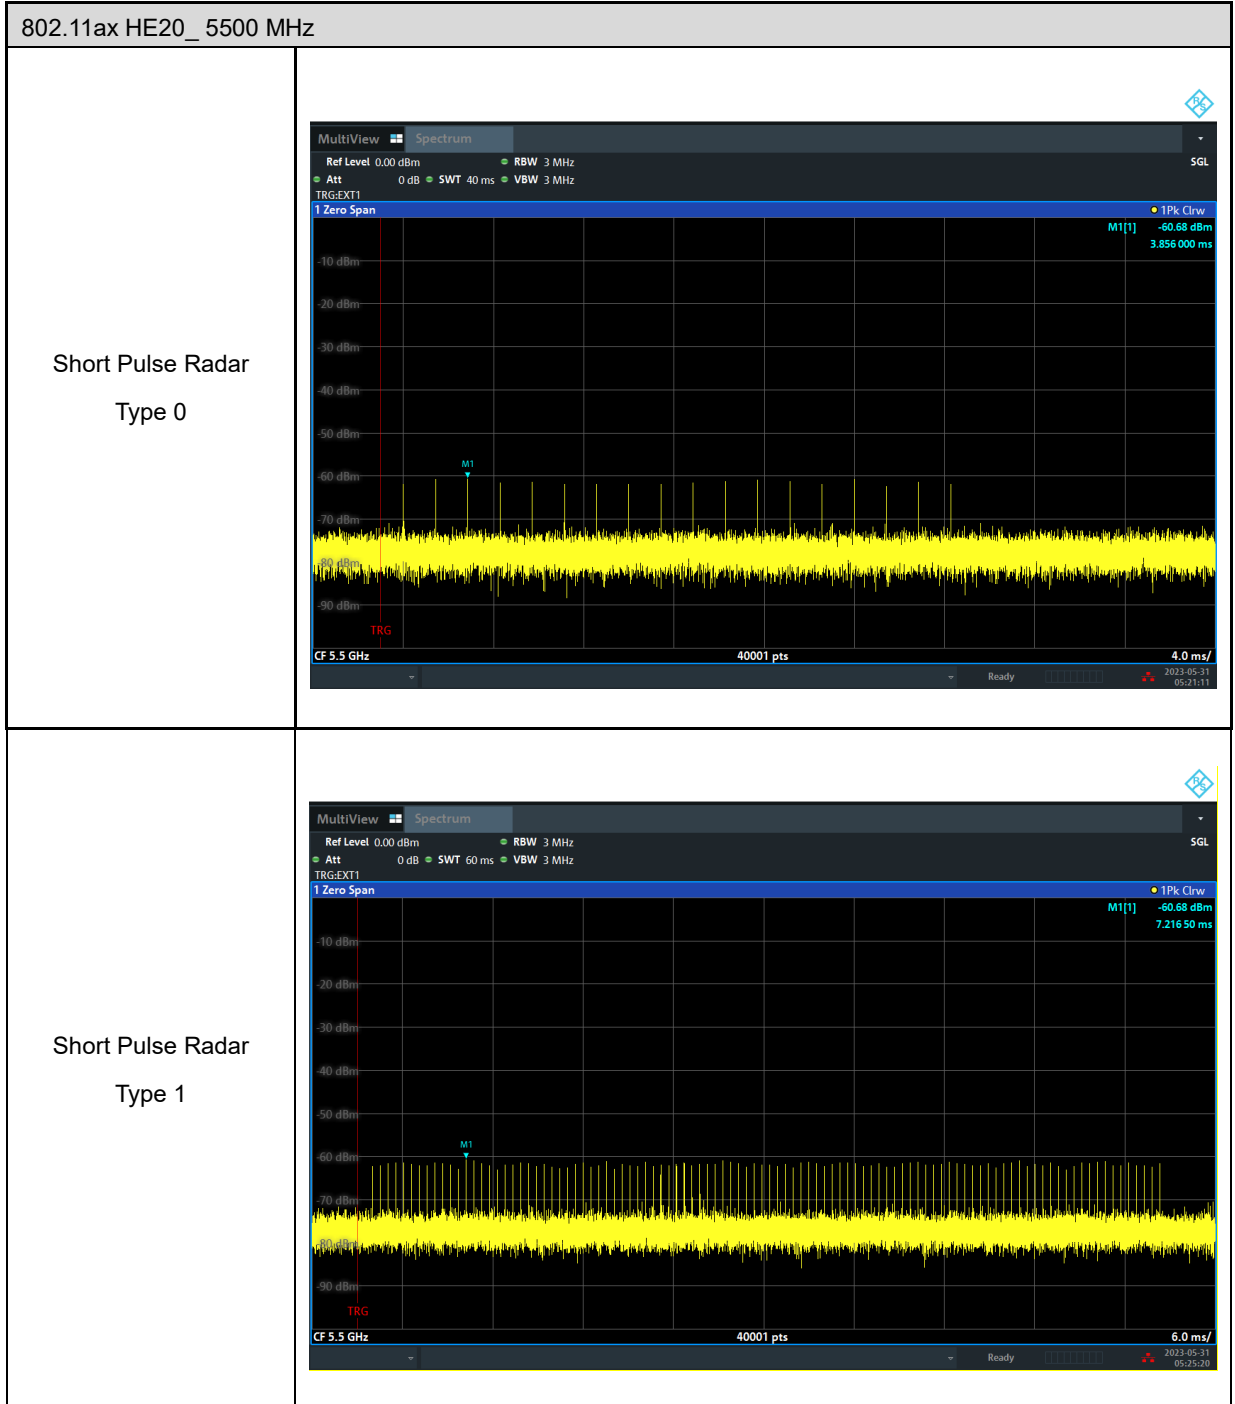 802.11ax HE20_ 5500 MHz
Short Pulse Radar
Type 0
R&S
MultiView Spectrum
Ref Level 0.00 dBm RBW 3 MHz SGL
Att 0 dB SWT 40 ms VBW 3 MHz
TRG:EXT1
1 Zero Span 1Pk Clrw
M1[1] -60.68 dBm
3.856 000 ms
-10 dBm
-20 dBm
-30 dBm
-40 dBm
-50 dBm
M1
-60 dBm
-70 dBm
-80 dBm
-90 dBm
TRG
CF 5.5 GHz 40001 pts 4.0 ms/
Ready 2023-05-31
05:21:11
Short Pulse Radar
Type 1
R&S
MultiView Spectrum
Ref Level 0.00 dBm RBW 3 MHz SGL
Att 0 dB SWT 60 ms VBW 3 MHz
TRG:EXT1
1 Zero Span 1Pk Clrw
M1[1] -60.68 dBm
7.216 50 ms
-10 dBm
-20 dBm
-30 dBm
-40 dBm
-50 dBm
M1
-60 dBm
-70 dBm
-80 dBm
-90 dBm
TRG
CF 5.5 GHz 40001 pts 6.0 ms/
Ready 2023-05-31
05:25:20